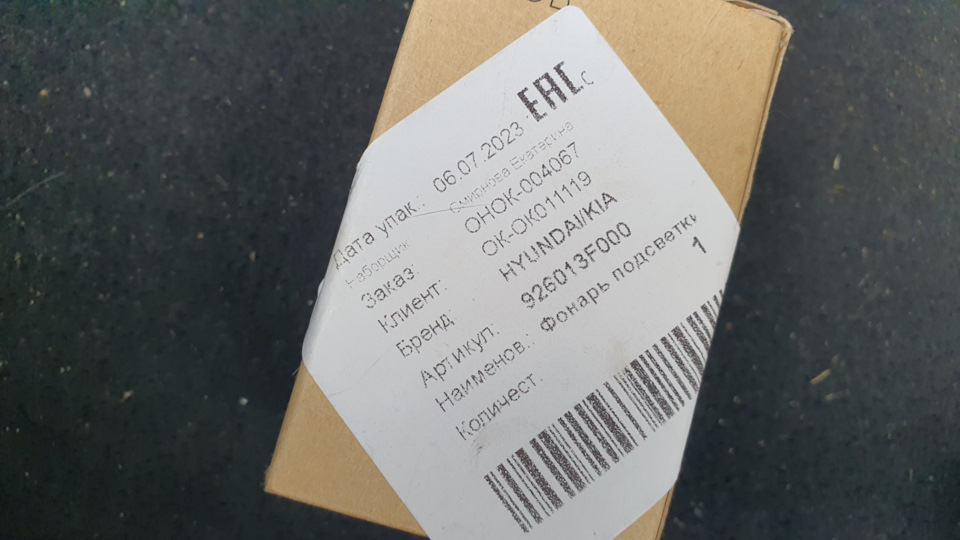 EAC
Дата упак.: 06.07.2023
Наборщик: Смирнова Екатерина
Заказ: ОНОК-004067
Клиент: ОК-ОК011119
Бренд: HYUNDAI/KIA
Артикул: 926013F000
Наименов.: Фонарь подсветки
Количест.: 1